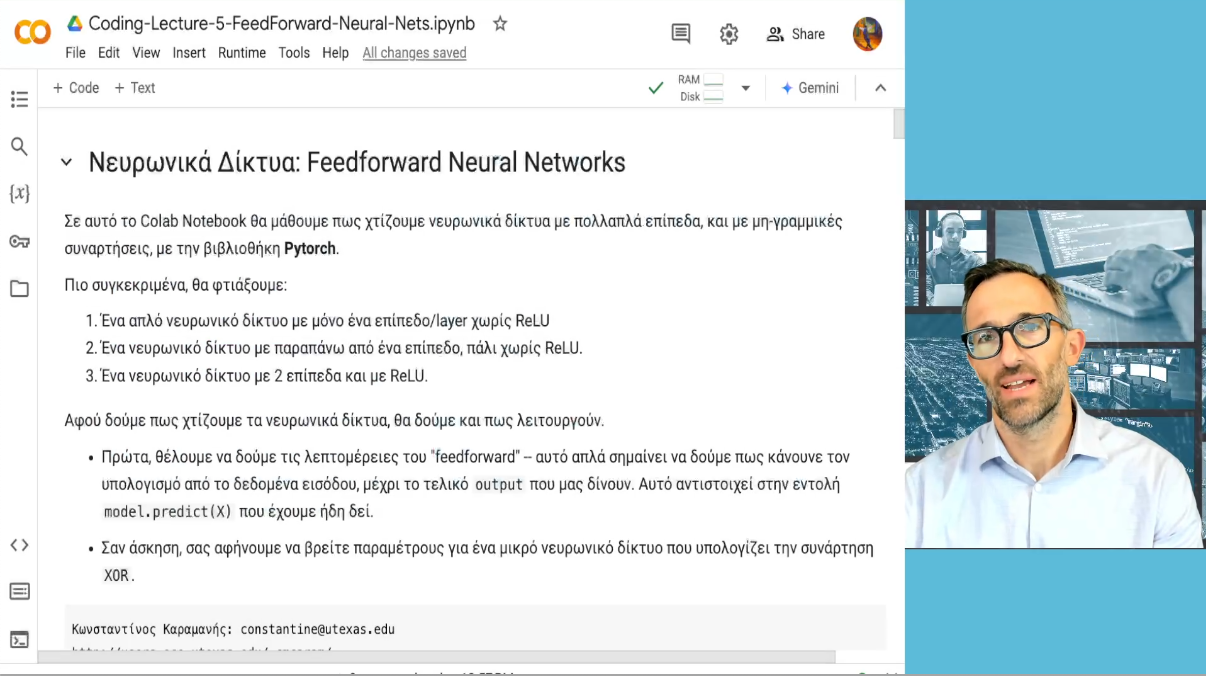 Coding-Lecture-5-FeedForward-Neural-Nets.ipynb
File Edit View Insert Runtime Tools Help All changes saved
Share
+ Code + Text
RAM
Disk
Gemini
Νευρωνικά Δίκτυα: Feedforward Neural Networks
Σε αυτό το Colab Notebook θα μάθουμε πως χτίζουμε νευρωνικά δίκτυα με πολλαπλά επίπεδα, και με μη-γραμμικές
συναρτήσεις, με την βιβλιοθήκη Pytorch.
Πιο συγκεκριμένα, θα φτιάξουμε:
1. Ένα απλό νευρωνικό δίκτυο με μόνο ένα επίπεδο/layer χωρίς ReLU
2. Ένα νευρωνικό δίκτυο με παραπάνω από ένα επίπεδο, πάλι χωρίς ReLU.
3. Ένα νευρωνικό δίκτυο με 2 επίπεδα και με ReLU.
Αφού δούμε πως χτίζουμε τα νευρωνικά δίκτυα, θα δούμε και πως λειτουργούν.
• Πρώτα, θέλουμε να δούμε τις λεπτομέρειες του "feedforward" -- αυτό απλά σημαίνει να δούμε πως κάνουνε τον
υπολογισμό από το δεδομένα εισόδου, μέχρι το τελικό output που μας δίνουν. Αυτό αντιστοιχεί στην εντολή
model.predict(X) που έχουμε ήδη δεί.
• Σαν άσκηση, σας αφήνουμε να βρείτε παραμέτρους για ένα μικρό νευρωνικό δίκτυο που υπολογίζει την συνάρτηση
XOR.
Κωνσταντίνος Καραμανής: constantine@utexas.edu